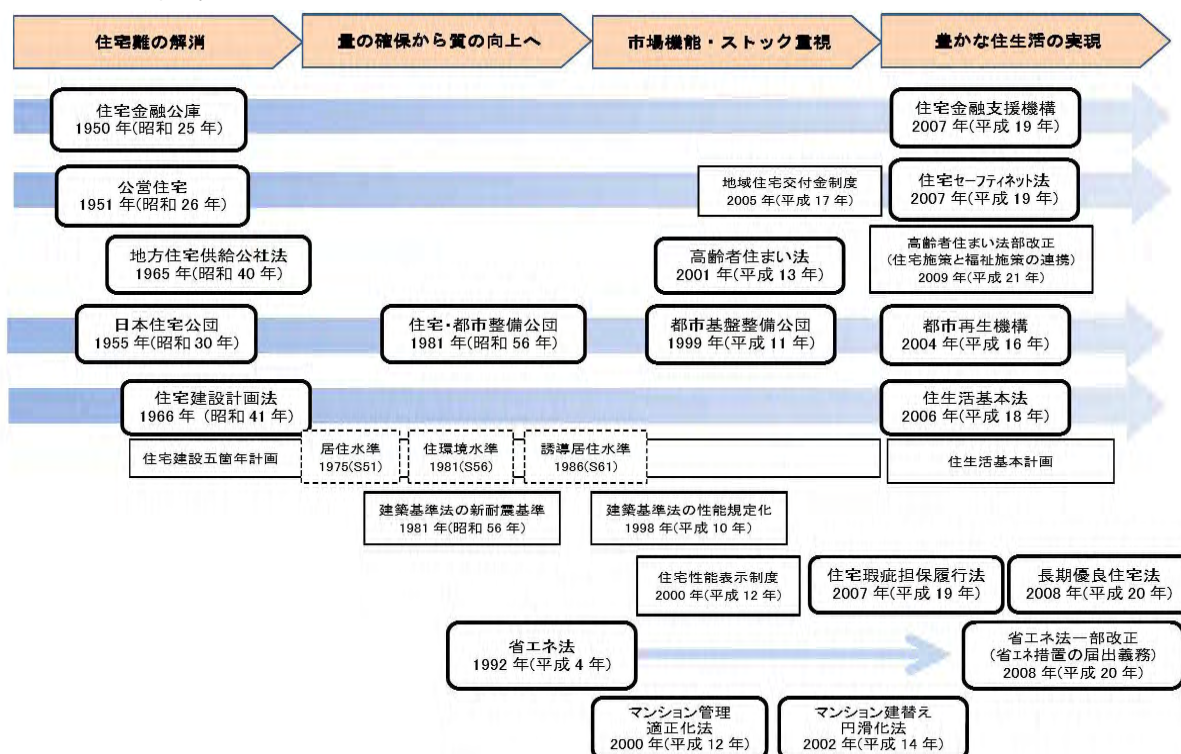 住宅難の解消
量の確保から質の向上へ
市場機能・ストック重視
豊かな住生活の実現
住宅金融公庫
1950 年(昭和 25 年)
住宅金融支援機構
2007 年(平成 19 年)
公営住宅
1951 年(昭和 26 年)
地域住宅交付金制度
2005 年(平成 17 年)
住宅セーフティネット法
2007 年(平成 19 年)
地方住宅供給公社法
1965 年(昭和 40 年)
高齢者住まい法
2001 年(平成 13 年)
高齢者住まい法部改正
(住宅施策と福祉施策の連携)
2009 年(平成 21 年)
日本住宅公団
1955 年(昭和 30 年)
住宅・都市整備公団
1981 年(昭和 56 年)
都市基盤整備公団
1999 年(平成 11 年)
都市再生機構
2004 年(平成 16 年)
住宅建設計画法
1966 年 (昭和 41 年)
住生活基本法
2006 年(平成 18 年)
住宅建設五箇年計画
居住水準
1975(S51)
住環境水準
1981(S56)
誘導居住水準
1986(S61)
住生活基本計画
建築基準法の新耐震基準
1981 年(昭和 56 年)
建築基準法の性能規定化
1998 年(平成 10 年)
住宅性能表示制度
2000 年(平成 12 年)
住宅瑕疵担保履行法
2007 年(平成 19 年)
長期優良住宅法
2008 年(平成 20 年)
省エネ法
1992 年(平成 4 年)
省エネ法一部改正
(省エネ措置の届出義務)
2008 年(平成 20 年)
マンション管理
適正化法
2000 年(平成 12 年)
マンション建替え
円滑化法
2002 年(平成 14 年)